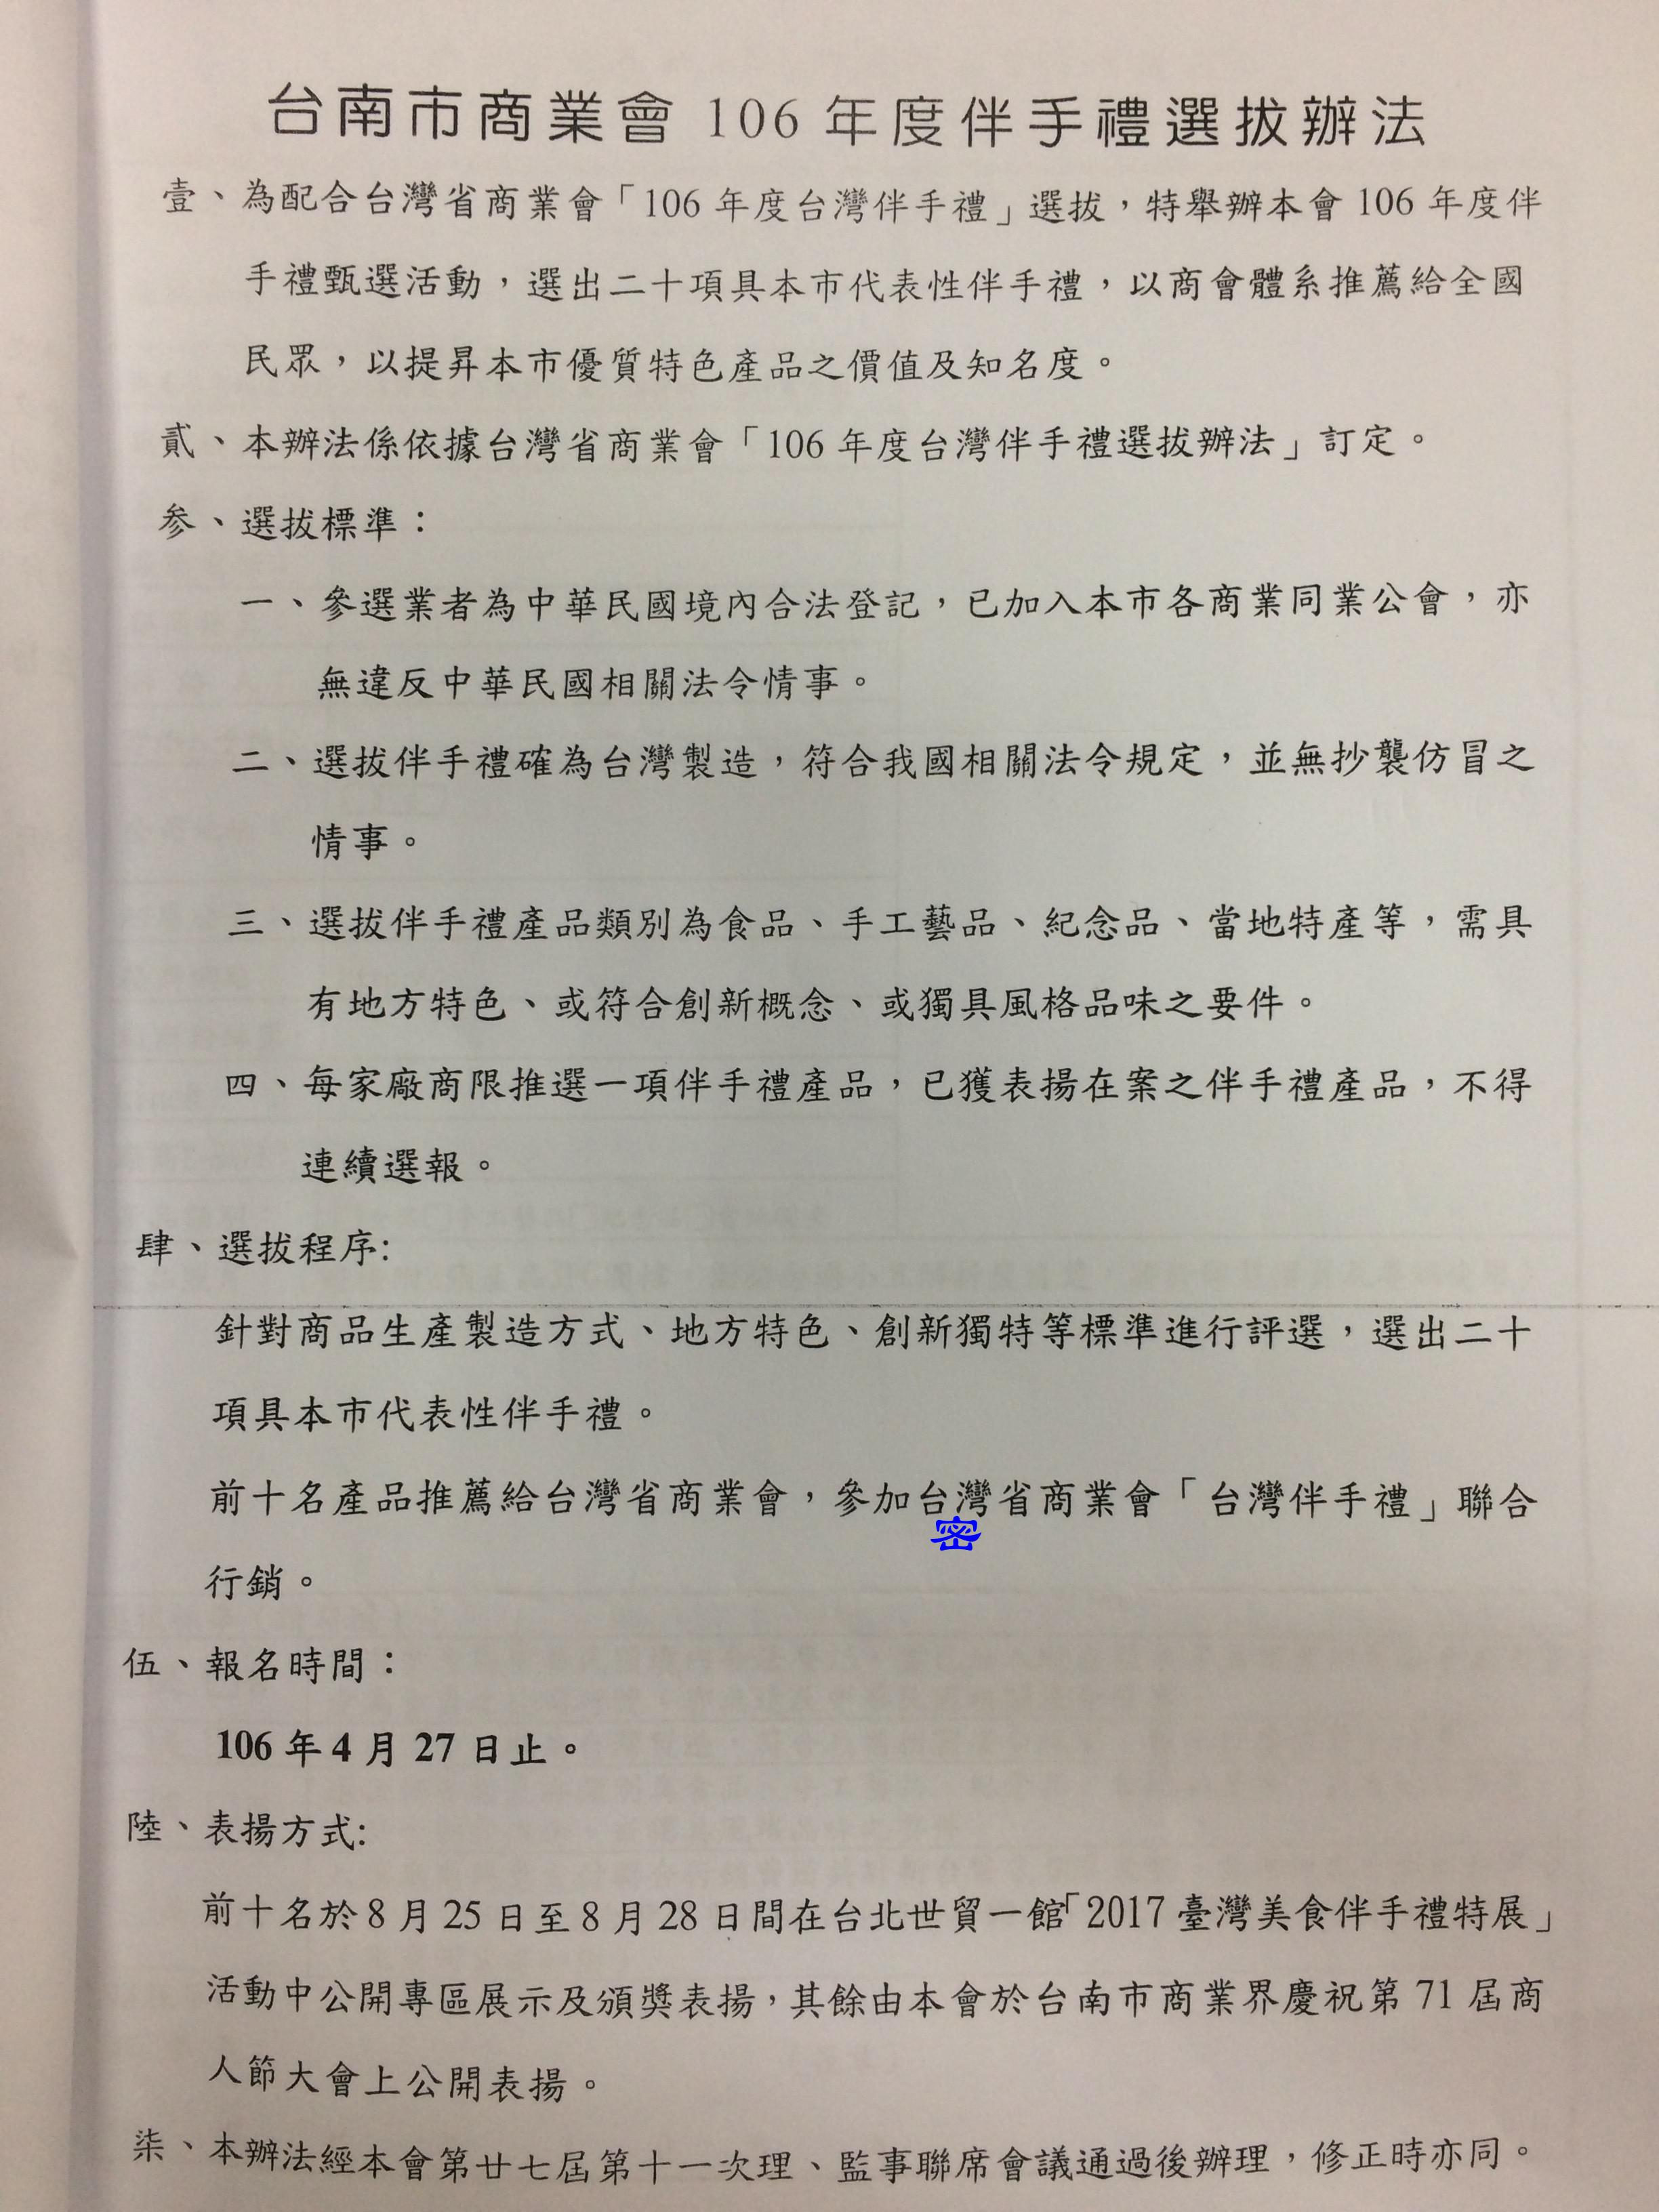 台南市商業會 106 年度伴手禮選拔辦法
壹、為配合台灣省商業會「106 年度台灣伴手禮」選拔，特舉辦本會 106 年度伴
手禮甄選活動，選出二十項具本市代表性伴手禮，以商會體系推薦給全國
民眾，以提昇本市優質特色產品之價值及知名度。
貳、本辦法係依據台灣省商業會「106 年度台灣伴手禮選拔辦法」訂定。
參、選拔標準：
一、參選業者為中華民國境內合法登記，已加入本市各商業同業公會，亦
無違反中華民國相關法令情事。
二、選拔伴手禮確為台灣製造，符合我國相關法令規定，並無抄襲仿冒之
情事。
三、選拔伴手禮產品類別為食品、手工藝品、紀念品、當地特產等，需具
有地方特色、或符合創新概念、或獨具風格品味之要件。
四、每家廠商限推選一項伴手禮產品，已獲表揚在案之伴手禮產品，不得
連續選報。
肆、選拔程序:
針對商品生產製造方式、地方特色、創新獨特等標準進行評選，選出二十
項具本市代表性伴手禮。
前十名產品推薦給台灣省商業會，參加台灣省商業會「台灣伴手禮」聯合
密
行銷。
伍、報名時間：
106 年 4 月 27 日止。
陸、表揚方式:
前十名於 8 月 25 日至 8 月 28 日間在台北世貿一館「2017 臺灣美食伴手禮特展」
活動中公開專區展示及頒獎表揚，其餘由本會於台南市商業界慶祝第 71 屆商
人節大會上公開表揚。
柒、本辦法經本會第廿七屆第十一次理、監事聯席會議通過後辦理，修正時亦同。